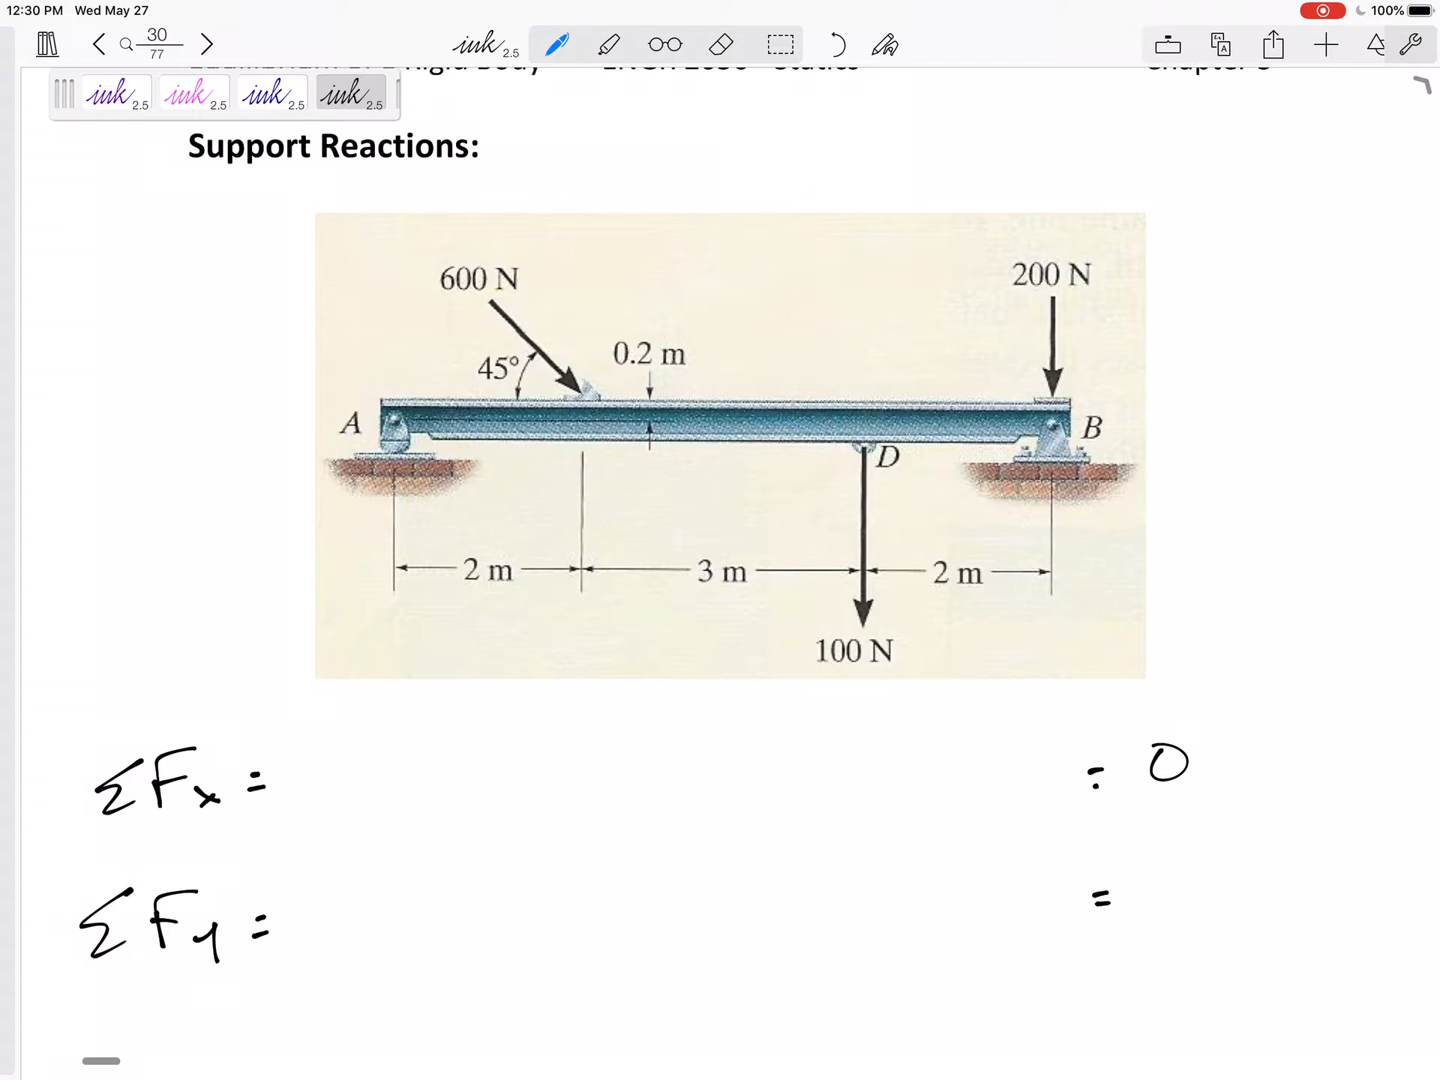 12:30 PM Wed May 27
100%
30
77
ink 2.5
ink 2.5 ink 2.5 ink 2.5 ink 2.5
Support Reactions:
600 N
200 N
45°
0.2 m
A
B
D
2 m
3 m
2 m
100 N
ΣFx = = 0
ΣFy = =